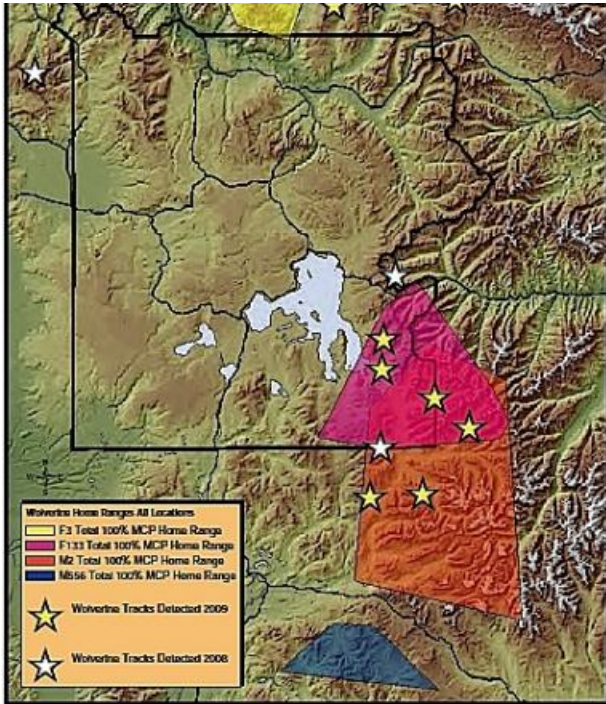 Wolverine Home Ranges All Locations
F3 Total 100% MCP Home Range
F133 Total 100% MCP Home Range
M2 Total 100% MCP Home Range
M556 Total 100% MCP Home Range
Wolverine Tracks Detected 2009
Wolverine Tracks Detected 2008